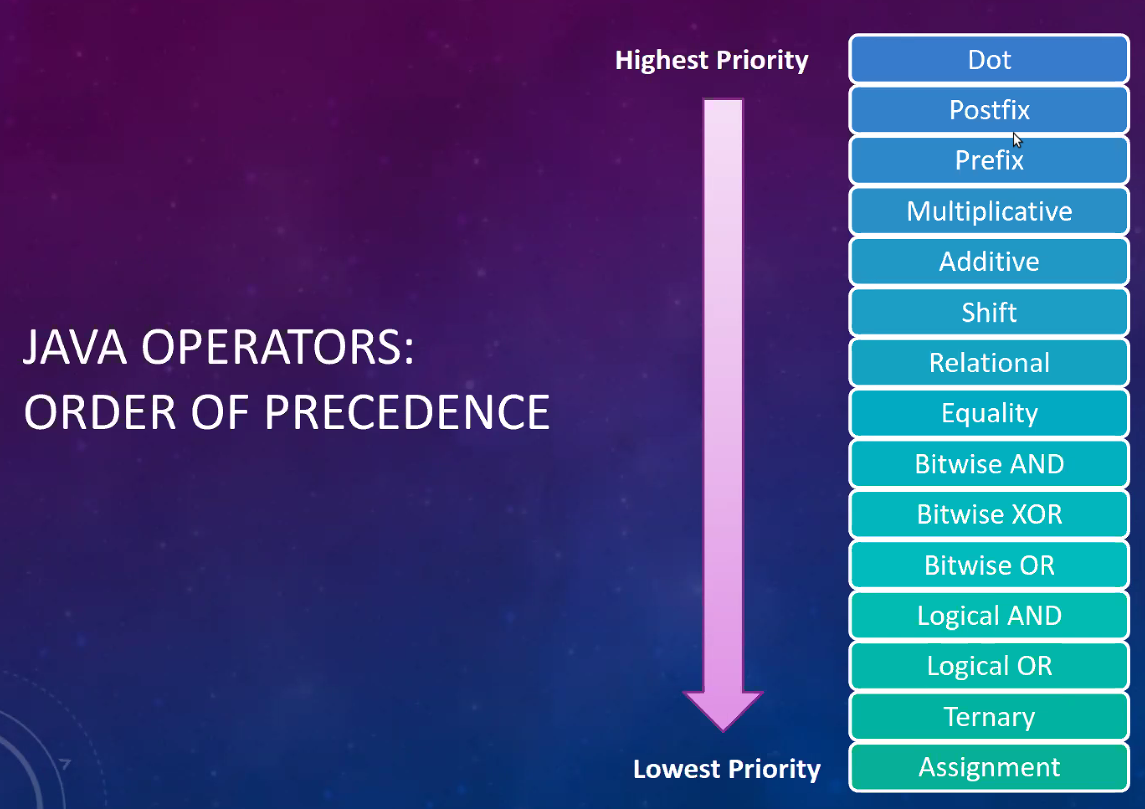 Highest Priority
Dot
Postfix
Prefix
Multiplicative
Additive
Shift
Relational
JAVA OPERATORS:
ORDER OF PRECEDENCE
Equality
Bitwise AND
Bitwise XOR
Bitwise OR
Logical AND
Logical OR
Ternary
Lowest Priority
Assignment
7